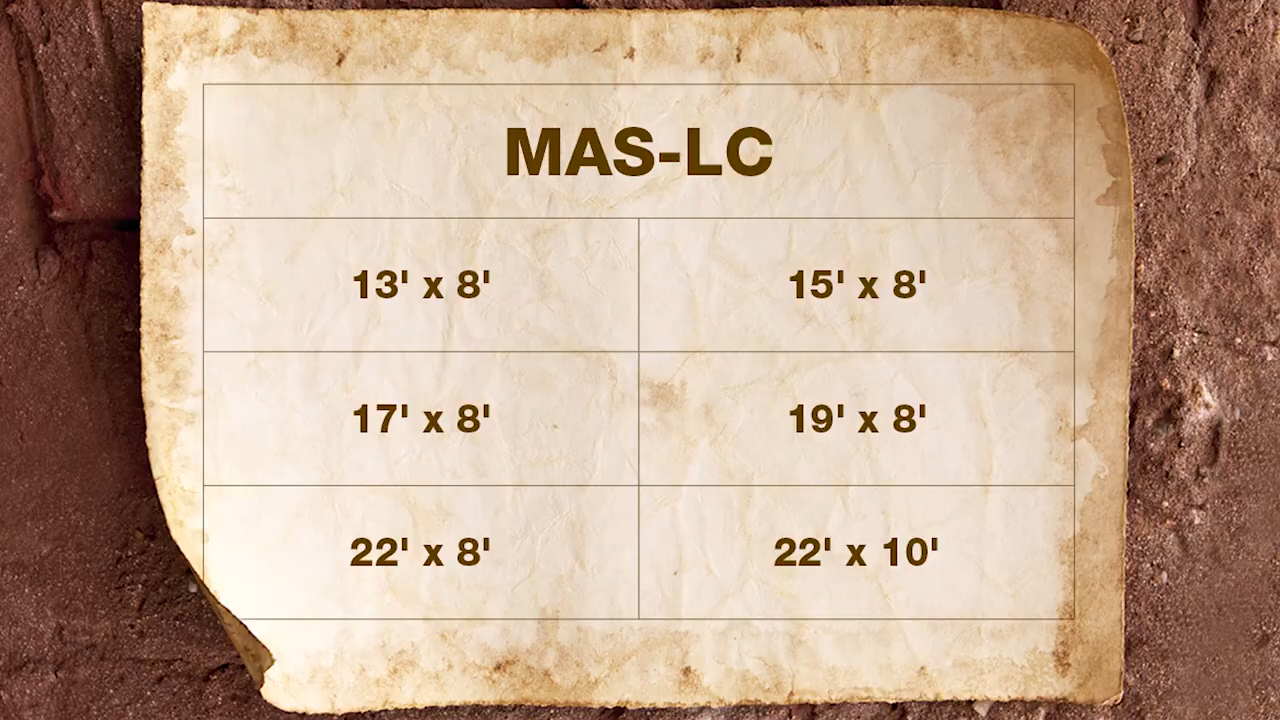 MAS-LC
13' x 8'
15' x 8'
17' x 8'
19' x 8'
22' x 8'
22' x 10'